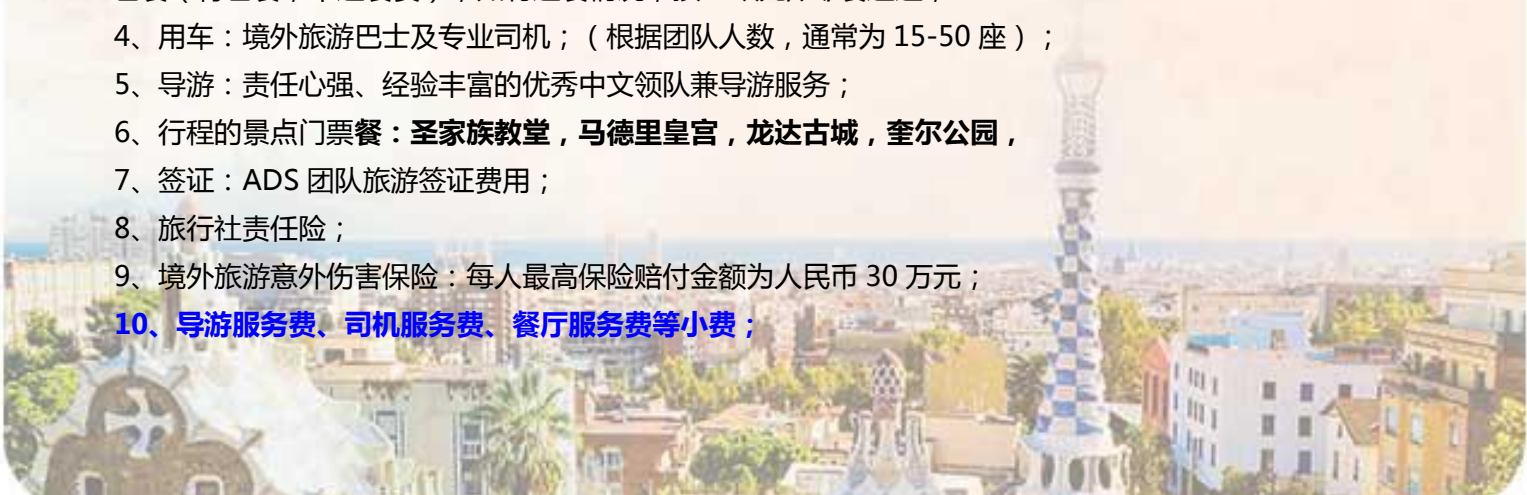 4、用车：境外旅游巴士及专业司机；（根据团队人数，通常为 15-50 座）；
5、导游：责任心强、经验丰富的优秀中文领队兼导游服务；
6、行程的景点门票餐：圣家族教堂，马德里皇宫，龙达古城，奎尔公园，
7、签证：ADS 团队旅游签证费用；
8、旅行社责任险；
9、境外旅游意外伤害保险：每人最高保险赔付金额为人民币 30 万元；
10、导游服务费、司机服务费、餐厅服务费等小费；